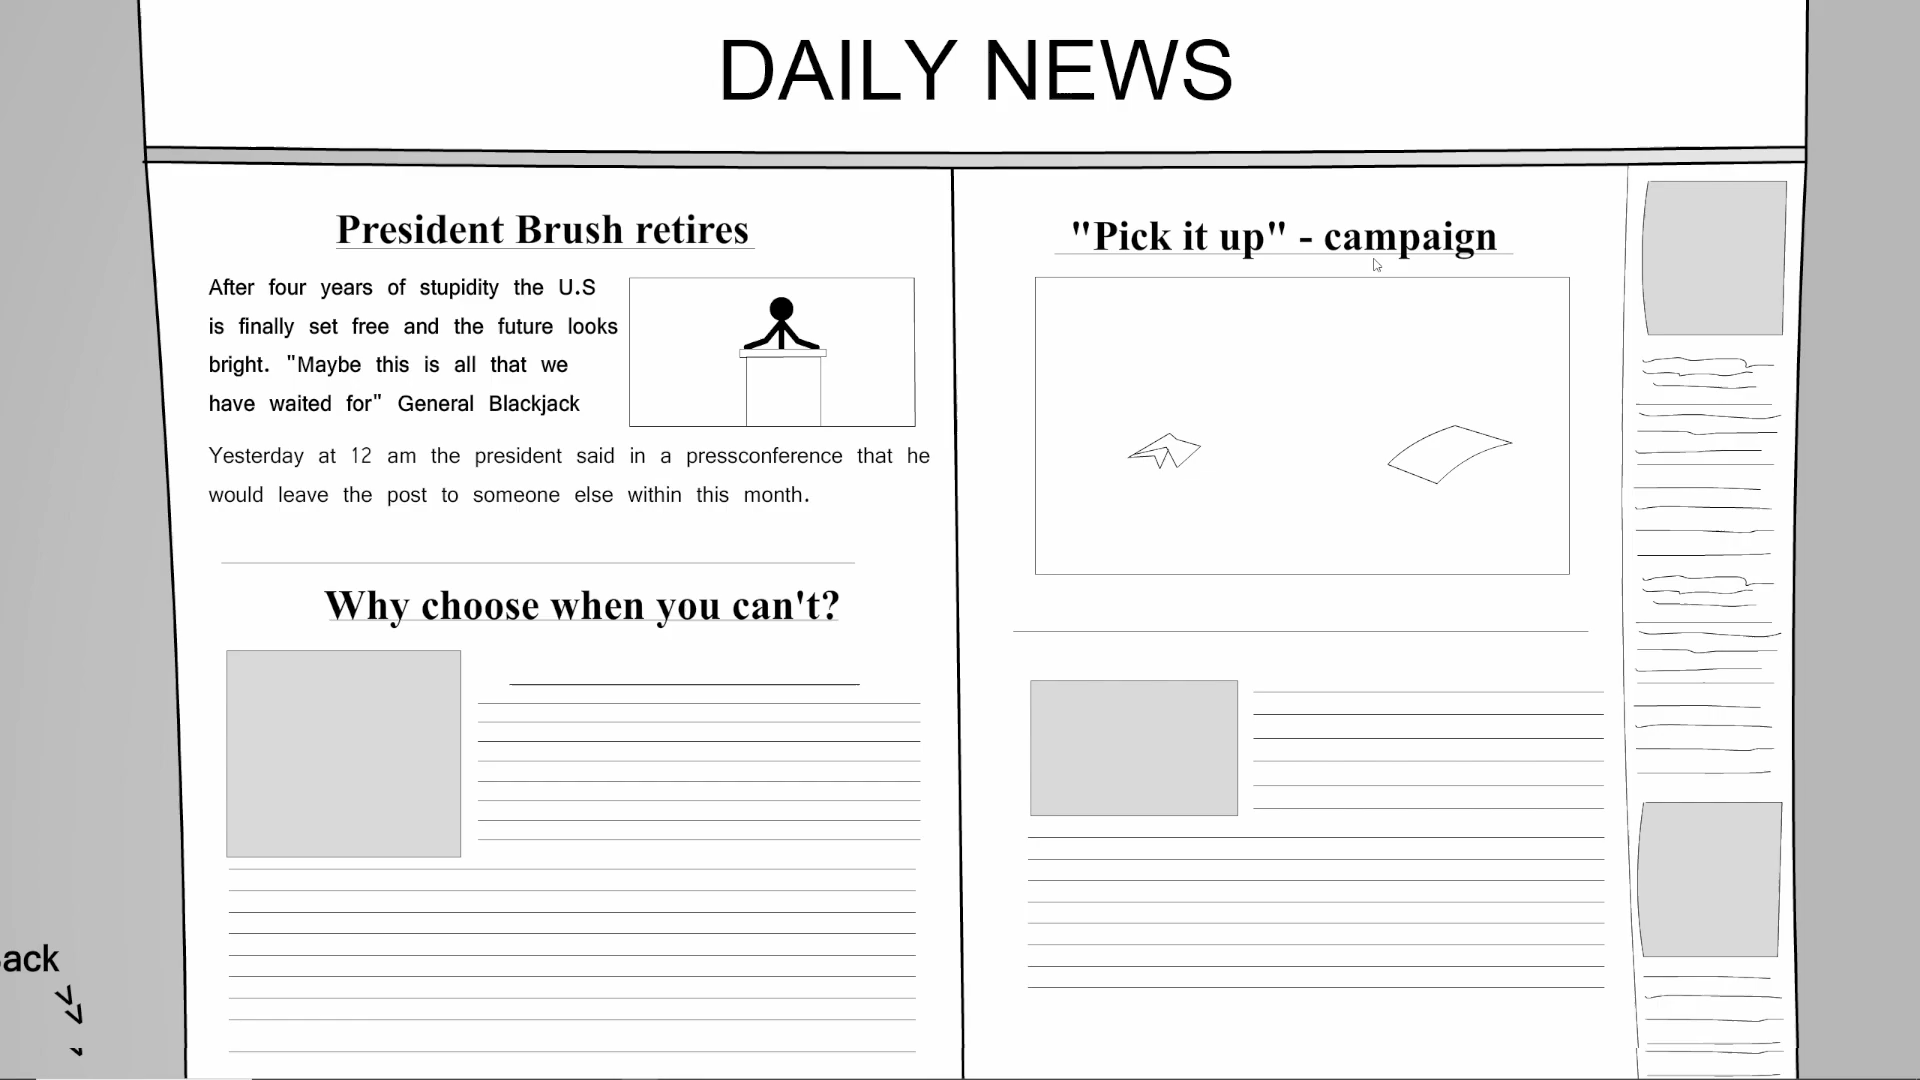 DAILY NEWS
President Brush retires
After four years of stupidity the U.S
is finally set free and the future looks
bright. "Maybe this is all that we
have waited for" General Blackjack
Yesterday at 12 am the president said in a pressconference that he
would leave the post to someone else within this month.
Why choose when you can't?
"Pick it up" - campaign
ack